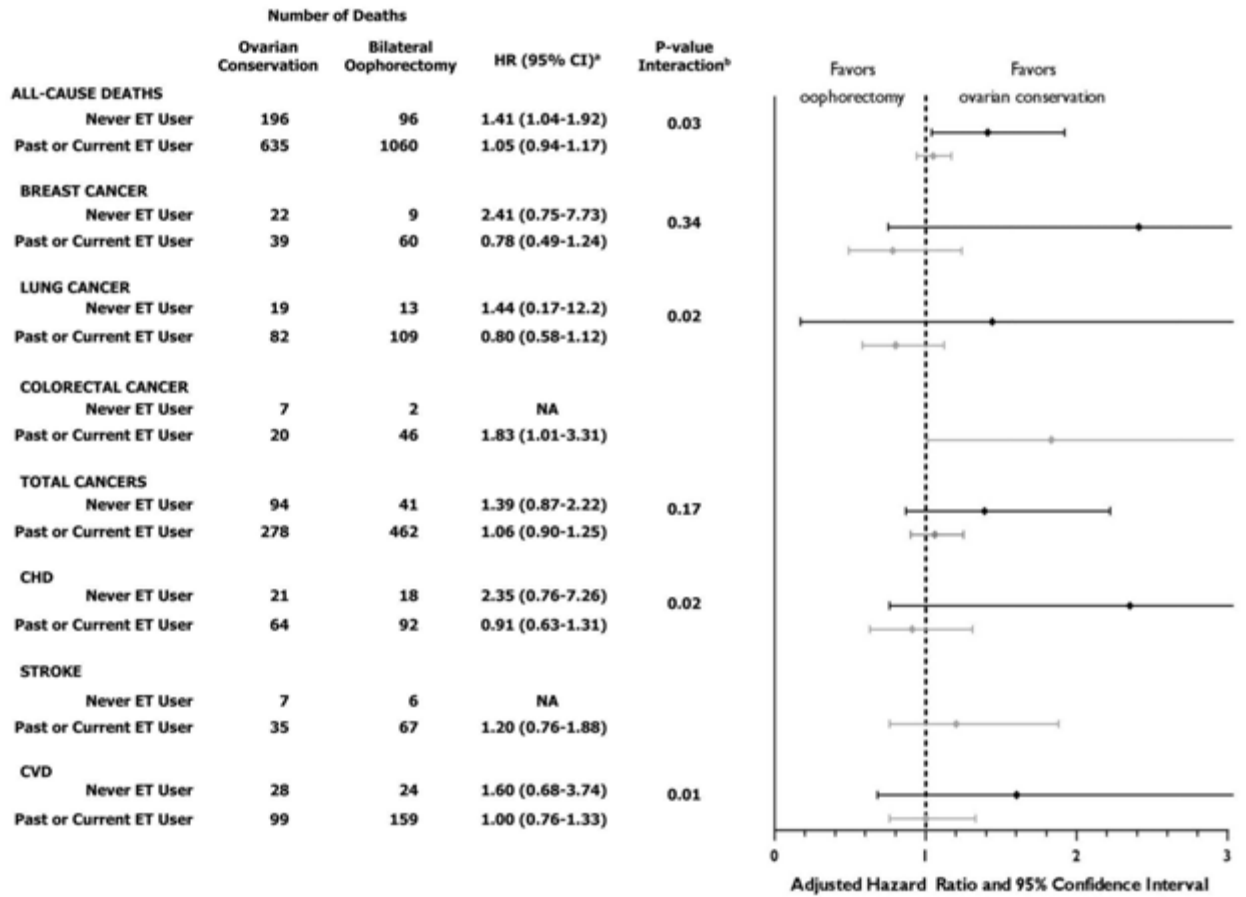 Number of Deaths
Ovarian Conservation Bilateral Oophorectomy HR (95% CI)ᵃ P-value Interactionᵇ
Favors oophorectomy Favors ovarian conservation
ALL-CAUSE DEATHS
Never ET User 196 96 1.41 (1.04-1.92) 0.03
Past or Current ET User 635 1060 1.05 (0.94-1.17)
BREAST CANCER
Never ET User 22 9 2.41 (0.75-7.73) 0.34
Past or Current ET User 39 60 0.78 (0.49-1.24)
LUNG CANCER
Never ET User 19 13 1.44 (0.17-12.2) 0.02
Past or Current ET User 82 109 0.80 (0.58-1.12)
COLORECTAL CANCER
Never ET User 7 2 NA
Past or Current ET User 20 46 1.83 (1.01-3.31)
TOTAL CANCERS
Never ET User 94 41 1.39 (0.87-2.22) 0.17
Past or Current ET User 278 462 1.06 (0.90-1.25)
CHD
Never ET User 21 18 2.35 (0.76-7.26) 0.02
Past or Current ET User 64 92 0.91 (0.63-1.31)
STROKE
Never ET User 7 6 NA
Past or Current ET User 35 67 1.20 (0.76-1.88)
CVD
Never ET User 28 24 1.60 (0.68-3.74) 0.01
Past or Current ET User 99 159 1.00 (0.76-1.33)
0 1 2 3
Adjusted Hazard Ratio and 95% Confidence Interval